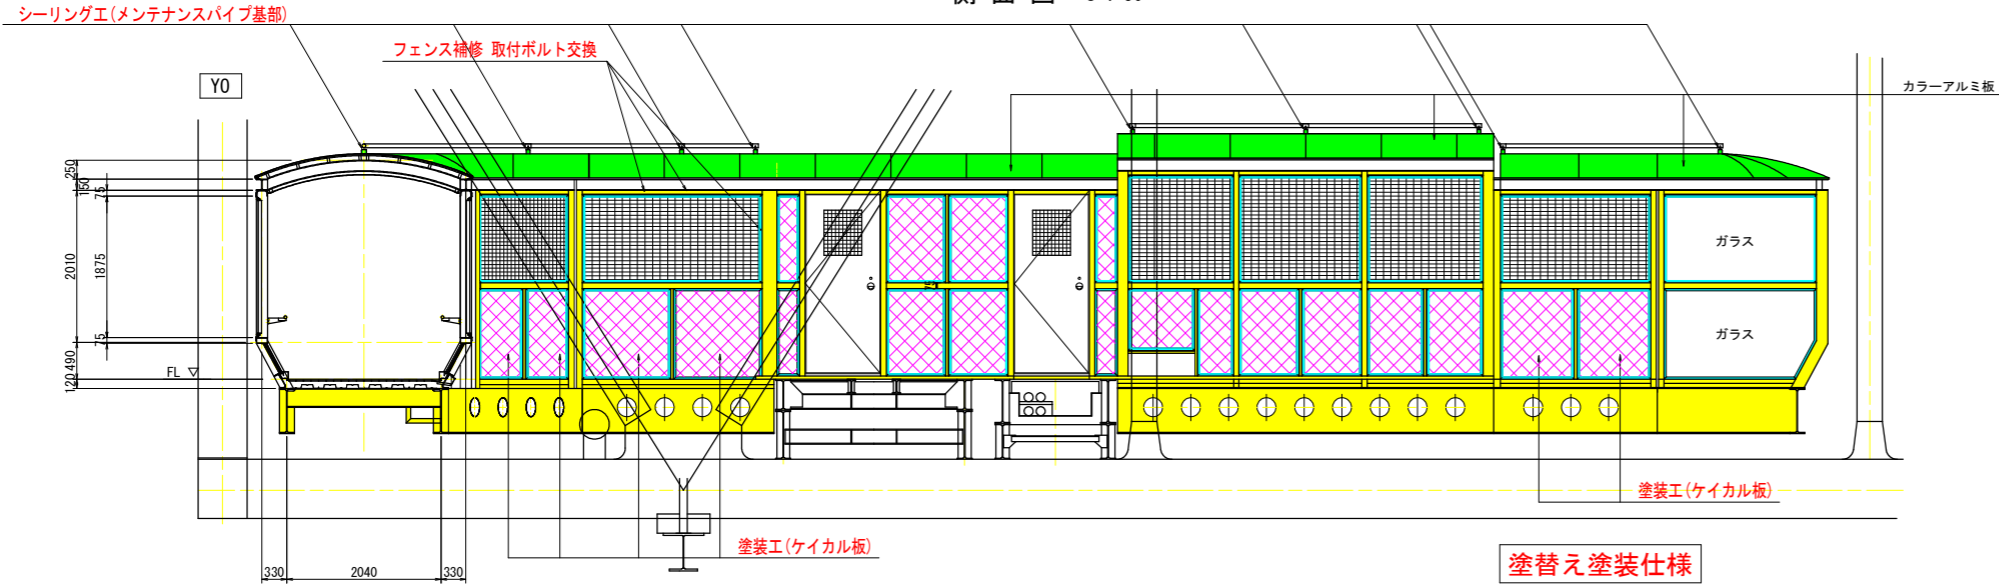 シーリング工(メンテナンスパイプ基部)
フェンス補修 取付ボルト交換
Y0
カラーアルミ板
250
150
75
2010
1875
75
490
120
FL
ガラス
ガラス
塗装工(ケイカル板)
塗装工(ケイカル板)
330
2040
330
塗替え塗装仕様